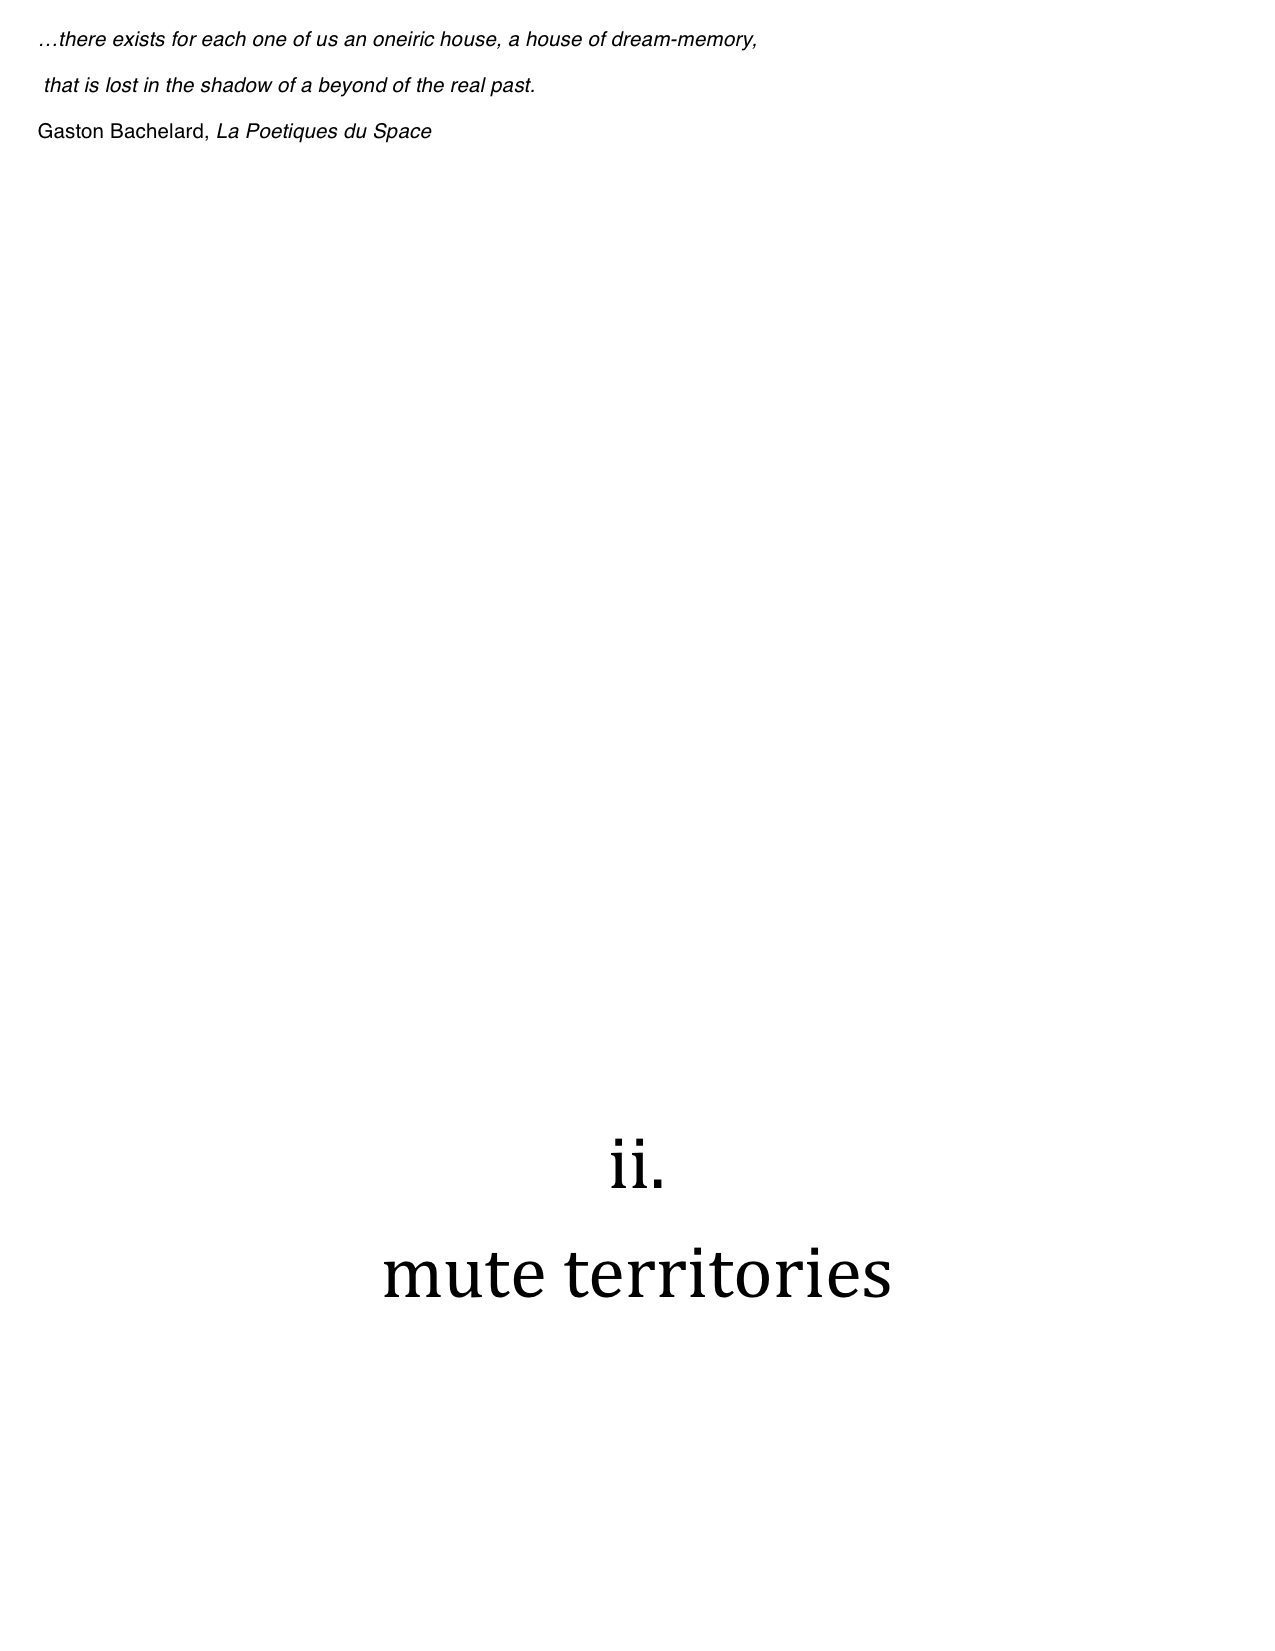 …there exists for each one of us an oneiric house, a house of dream-memory,
that is lost in the shadow of a beyond of the real past.
Gaston Bachelard, La Poetiques du Space
ii.
mute territories